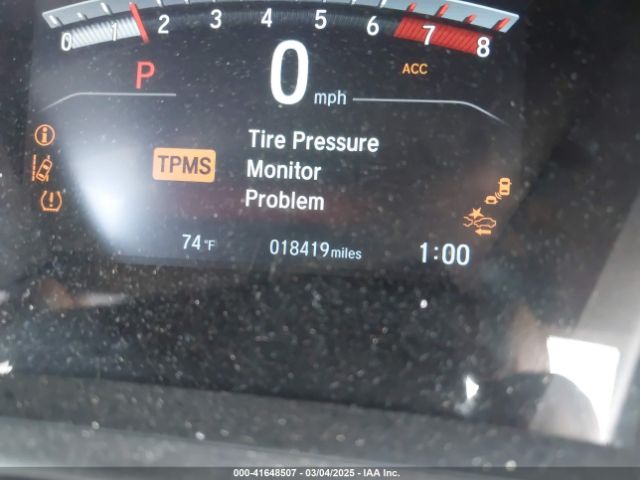 0 1 2 3 4 5 6 7 8
P 0 mph ACC
Tire Pressure
TPMS Monitor
Problem
74°F 018419 miles 1:00
000-41648507 - 03/04/2025 - IAA Inc.